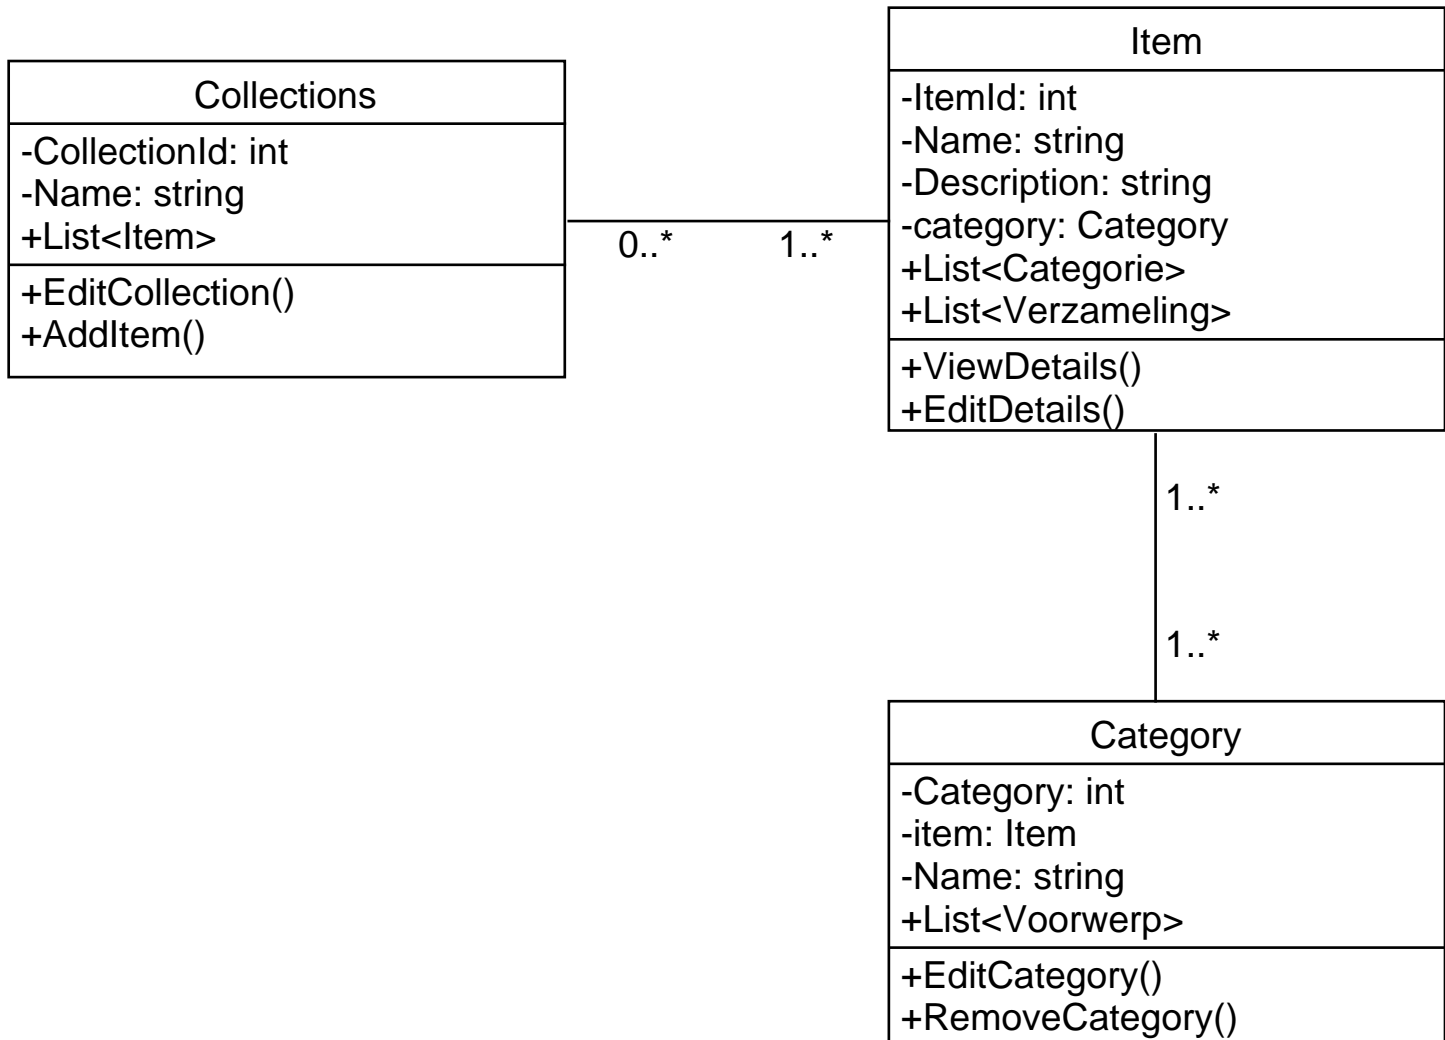 Collections
-CollectionId: int
-Name: string
+List<Item>
+EditCollection()
+AddItem()
0..*
1..*
Item
-ItemId: int
-Name: string
-Description: string
-category: Category
+List<Categorie>
+List<Verzameling>
+ViewDetails()
+EditDetails()
1..*
1..*
Category
-Category: int
-item: Item
-Name: string
+List<Voorwerp>
+EditCategory()
+RemoveCategory()